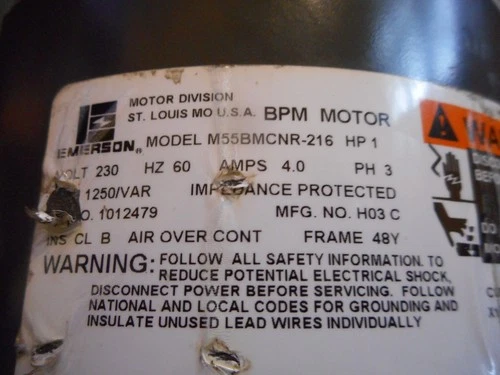 MOTOR DIVISION
ST. LOUIS MO U.S.A. BPM MOTOR
EMERSON
MODEL M55BMCNR-216 HP 1
VOLT 230 HZ 60 AMPS 4.0 PH 3
1250/VAR IMPEDANCE PROTECTED
NO. 1012479 MFG. NO. H03 C
INS CL B AIR OVER CONT FRAME 48Y
WARNING: FOLLOW ALL SAFETY INFORMATION. TO
REDUCE POTENTIAL ELECTRICAL SHOCK,
DISCONNECT POWER BEFORE SERVICING. FOLLOW
NATIONAL AND LOCAL CODES FOR GROUNDING AND
INSULATE UNUSED LEAD WIRES INDIVIDUALLY